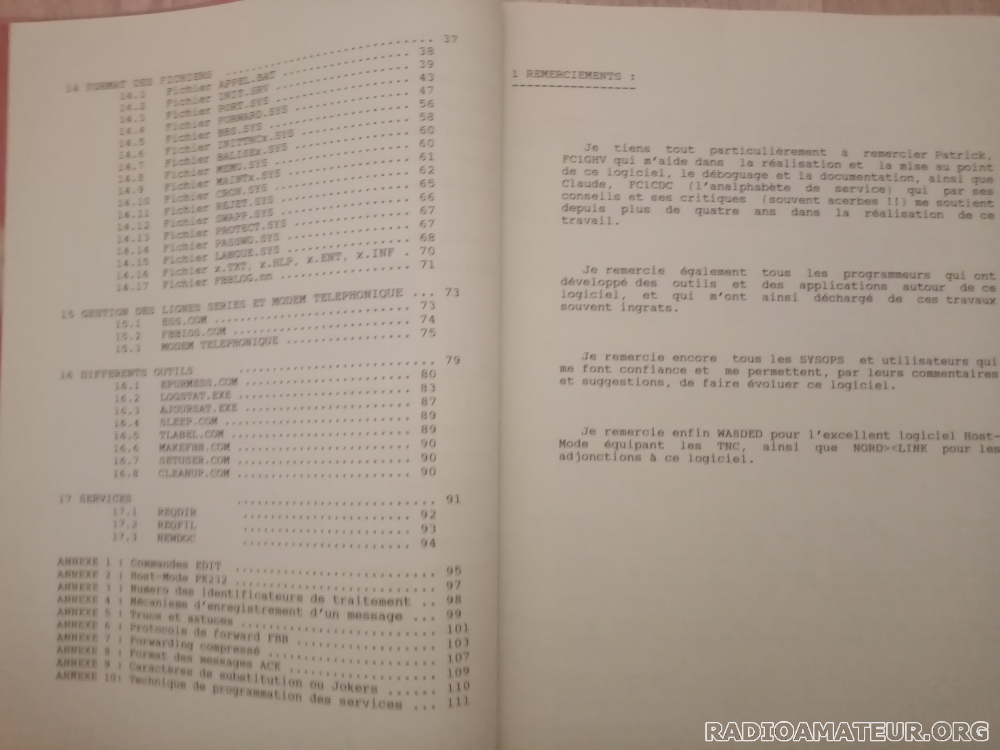 14 FORMAT DES FICHIERS ........................ 37
14.1 Fichier APPEL.BAT ................. 38
14.2 Fichier INIT.SRV .................. 39
14.3 Fichier PORT.SYS .................. 43
14.4 Fichier FORWARD.SYS ............... 47
14.5 Fichier BBS.SYS ................... 56
14.6 Fichier INITTNCx.SYS .............. 58
14.7 Fichier BALISEx.SYS ............... 60
14.8 Fichier MEMO.SYS .................. 60
14.9 Fichier MAINTx.SYS ................ 61
14.10 Fichier CRON.SYS .................. 62
14.11 Fichier REJET.SYS ................. 65
14.12 Fichier SWAPP.SYS ................. 66
14.13 Fichier PROTECT.SYS ............... 67
14.14 Fichier PASSWD.SYS ................ 67
14.15 Fichier LANGUE.SYS ................ 68
14.16 Fichier x.TXT, x.HLP, x.ENT, x.INF . 70
14.17 Fichier FBBLOG.nn ................. 71
15 GESTION DES LIGNES SERIES ET MODEM TELEPHONIQUE ... 73
15.1 ESS.COM ........................... 73
15.2 FBBIOS.COM ........................ 74
15.3 MODEM TELEPHONIQUE ................ 75
16 DIFFERENTS OUTILS ........................ 79
16.1 EPURMESS.COM ...................... 80
16.2 LOGSTAT.EXE ....................... 83
16.3 AJOURSAT.EXE ...................... 87
16.4 SLEEP.COM ......................... 89
16.5 TLABEL.COM ........................ 89
16.6 MAKEFBB.COM ....................... 90
16.7 SETUSER.COM ....................... 90
16.8 CLEANUP.COM ....................... 90
17 SERVICES ........................ 91
17.1 REQDIR ........................ 92
17.2 REQFIL ........................ 93
17.3 NEWDOC ........................ 94
ANNEXE 1 : Commandes EDIT ........................ 95
ANNEXE 2 : Host-Mode PK232 ....................... 97
ANNEXE 3 : Numero des identificateurs de traitement .. 98
ANNEXE 4 : Mécanisme d'enregistrement d'un message ... 99
ANNEXE 5 : Trucs et astuces ...................... 101
ANNEXE 6 : Protocole de forward FBB .............. 103
ANNEXE 7 : Forwarding compressé .................. 107
ANNEXE 8 : Format des messages ACK ............... 109
ANNEXE 9 : Caractères de substitution ou Jokers ...... 110
ANNEXE 10: Technique de programmation des services ... 111
1 REMERCIEMENTS :
-----------------
Je tiens tout particulièrement à remercier Patrick,
FC1GHV qui m'aide dans la réalisation et la mise au point
de ce logiciel, le déboguage et la documentation, ainsi que
Claude, FC1CDC (l'analphabète de service) qui par ses
conseils et ses critiques (souvent acerbes !!) me soutient
depuis plus de quatre ans dans la réalisation de ce
travail.
Je remercie également tous les programmeurs qui ont
développé des outils et des applications autour de ce
logiciel, et qui m'ont ainsi déchargé de ces travaux
souvent ingrats.
Je remercie encore tous les SYSOPS et utilisateurs qui
me font confiance et me permettent, par leurs commentaires
et suggestions, de faire évoluer ce logiciel.
Je remercie enfin WA8DED pour l'excellent logiciel Host-
Mode équipant les TNC, ainsi que NORD><LINK pour les
adjonctions à ce logiciel.
RADIOAMATEUR.ORG